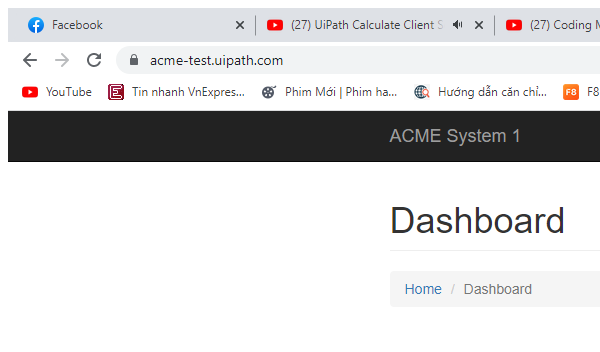 Facebook
(27) UiPath Calculate Client S
(27) Coding M
acme-test.uipath.com
YouTube
Tin nhanh VnExpres...
Phim Mới | Phim ha...
Hướng dẫn căn chỉ...
F8 F8
ACME System 1
Dashboard
Home / Dashboard